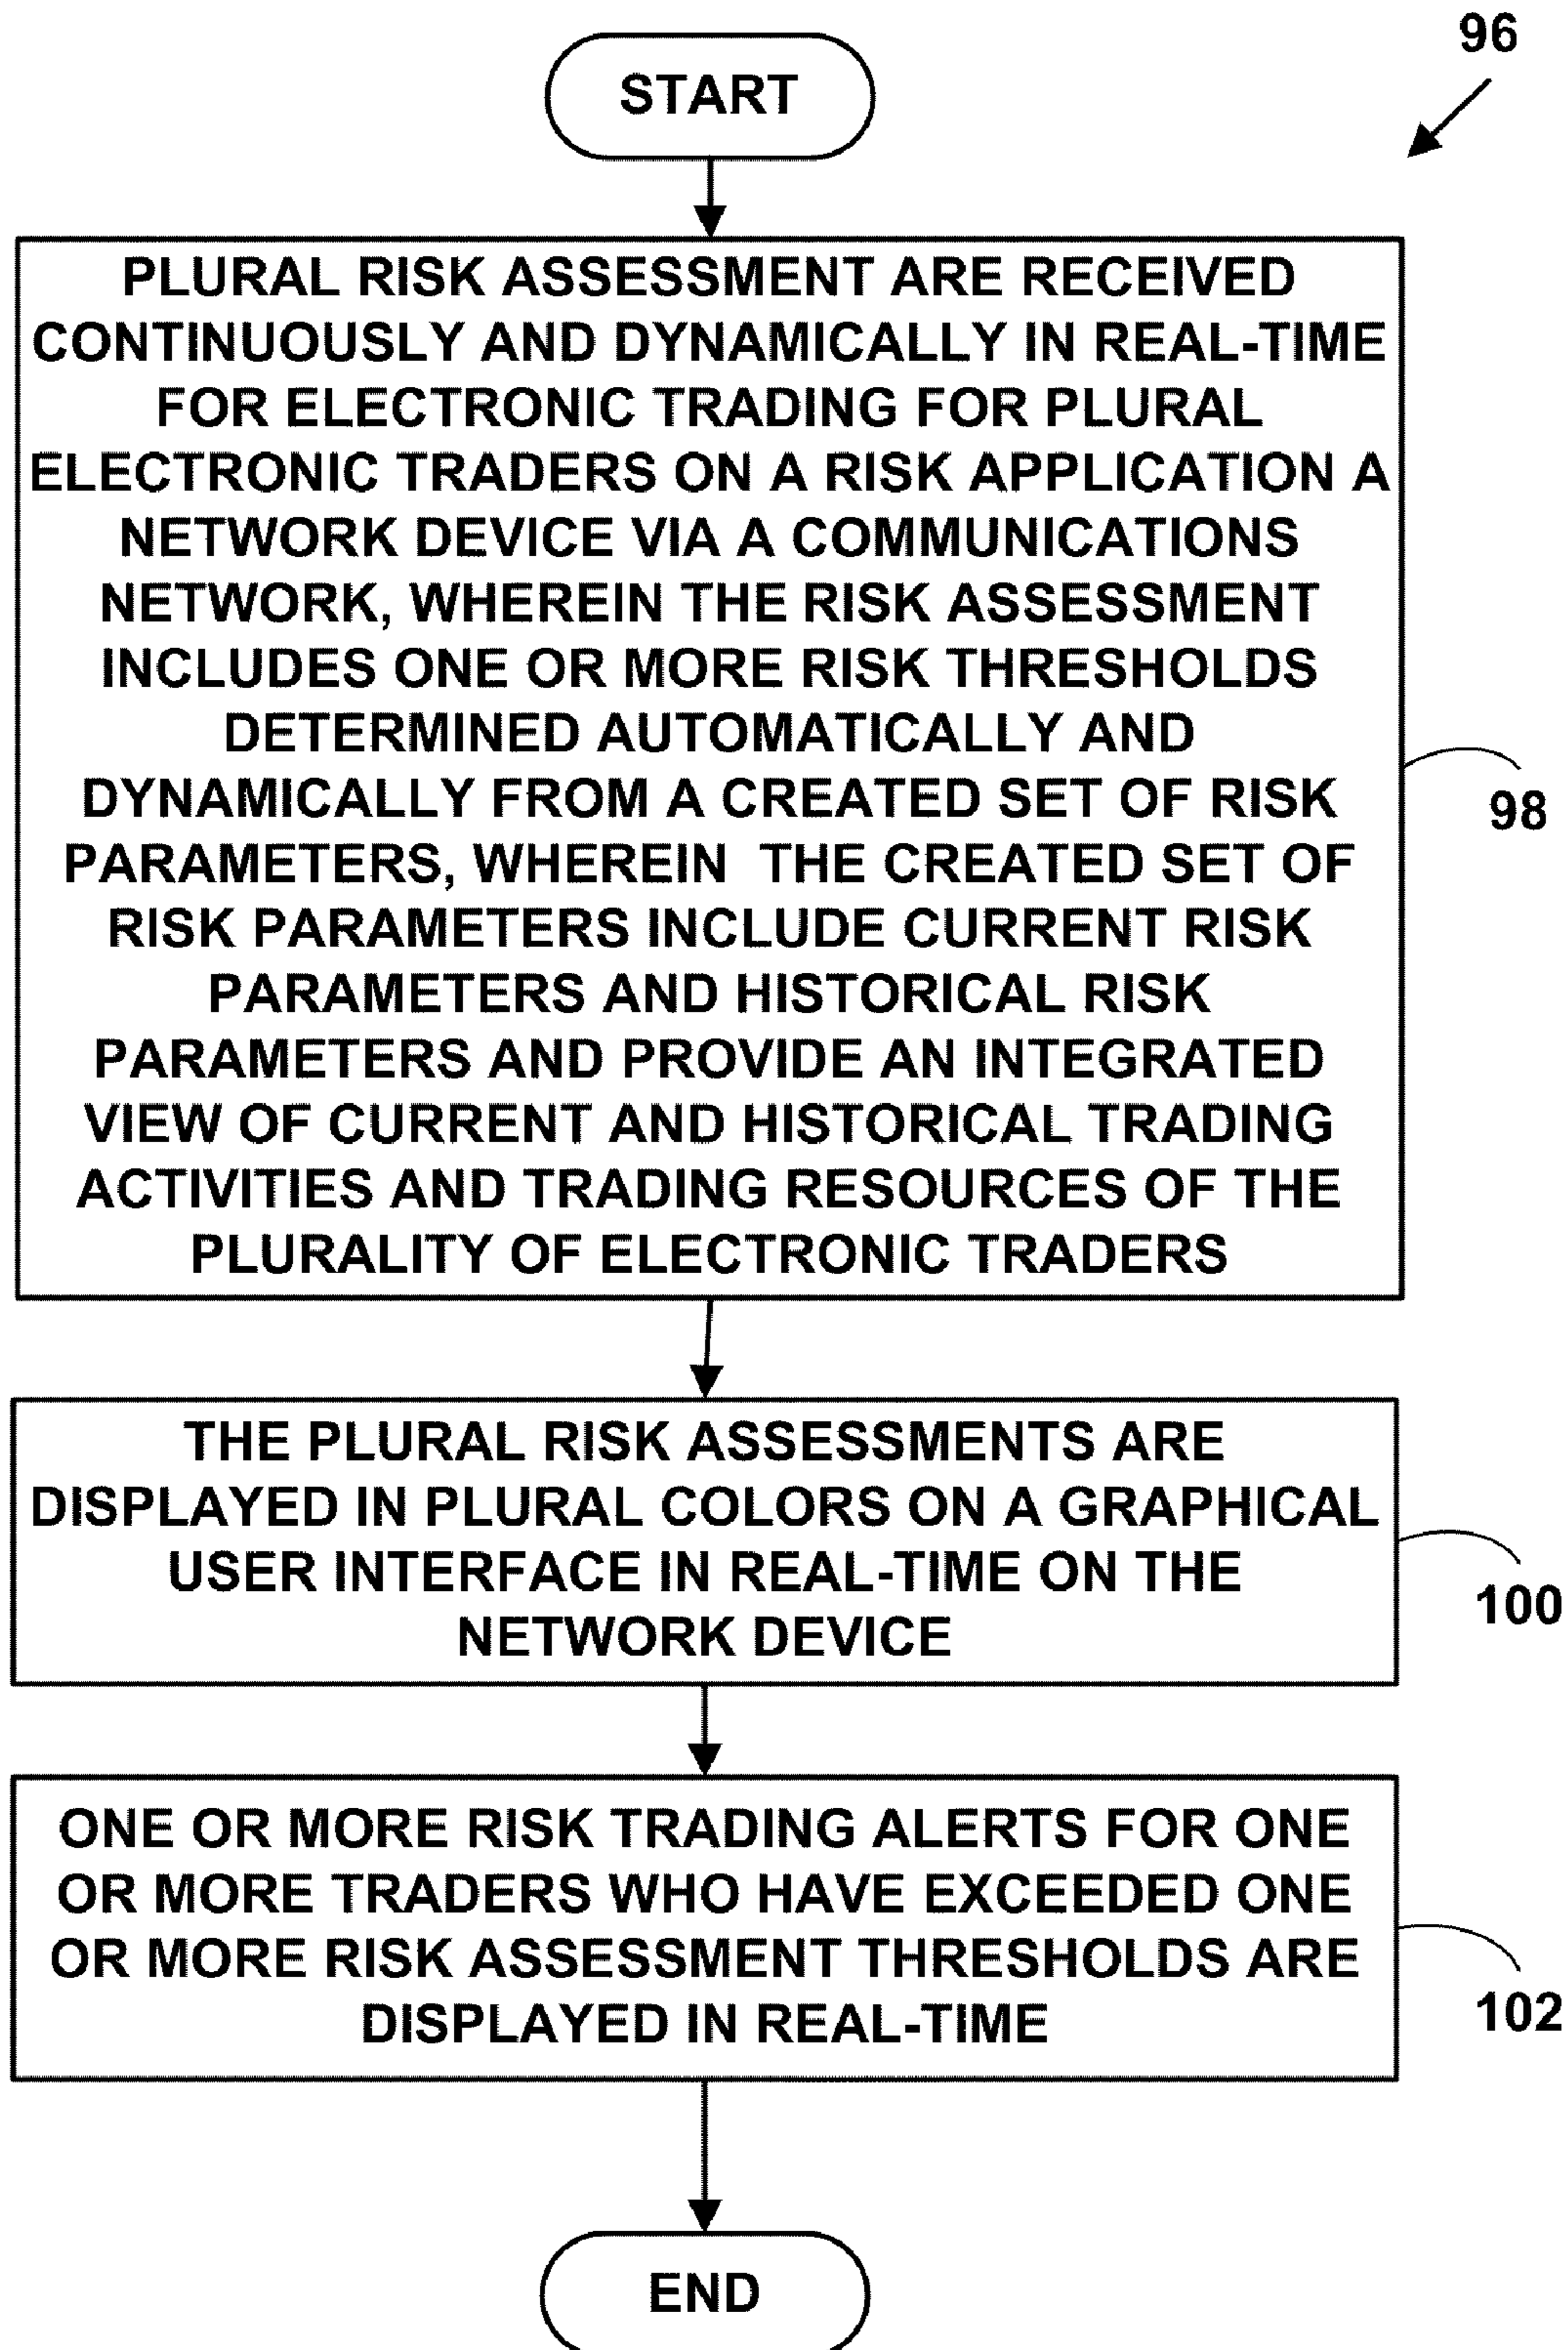 96
START
PLURAL RISK ASSESSMENT ARE RECEIVED
CONTINUOUSLY AND DYNAMICALLY IN REAL-TIME
FOR ELECTRONIC TRADING FOR PLURAL
ELECTRONIC TRADERS ON A RISK APPLICATION A
NETWORK DEVICE VIA A COMMUNICATIONS
NETWORK, WHEREIN THE RISK ASSESSMENT
INCLUDES ONE OR MORE RISK THRESHOLDS
DETERMINED AUTOMATICALLY AND
DYNAMICALLY FROM A CREATED SET OF RISK
PARAMETERS, WHEREIN THE CREATED SET OF
RISK PARAMETERS INCLUDE CURRENT RISK
PARAMETERS AND HISTORICAL RISK
PARAMETERS AND PROVIDE AN INTEGRATED
VIEW OF CURRENT AND HISTORICAL TRADING
ACTIVITIES AND TRADING RESOURCES OF THE
PLURALITY OF ELECTRONIC TRADERS
98
THE PLURAL RISK ASSESSMENTS ARE
DISPLAYED IN PLURAL COLORS ON A GRAPHICAL
USER INTERFACE IN REAL-TIME ON THE
NETWORK DEVICE
100
ONE OR MORE RISK TRADING ALERTS FOR ONE
OR MORE TRADERS WHO HAVE EXCEEDED ONE
OR MORE RISK ASSESSMENT THRESHOLDS ARE
DISPLAYED IN REAL-TIME
102
END